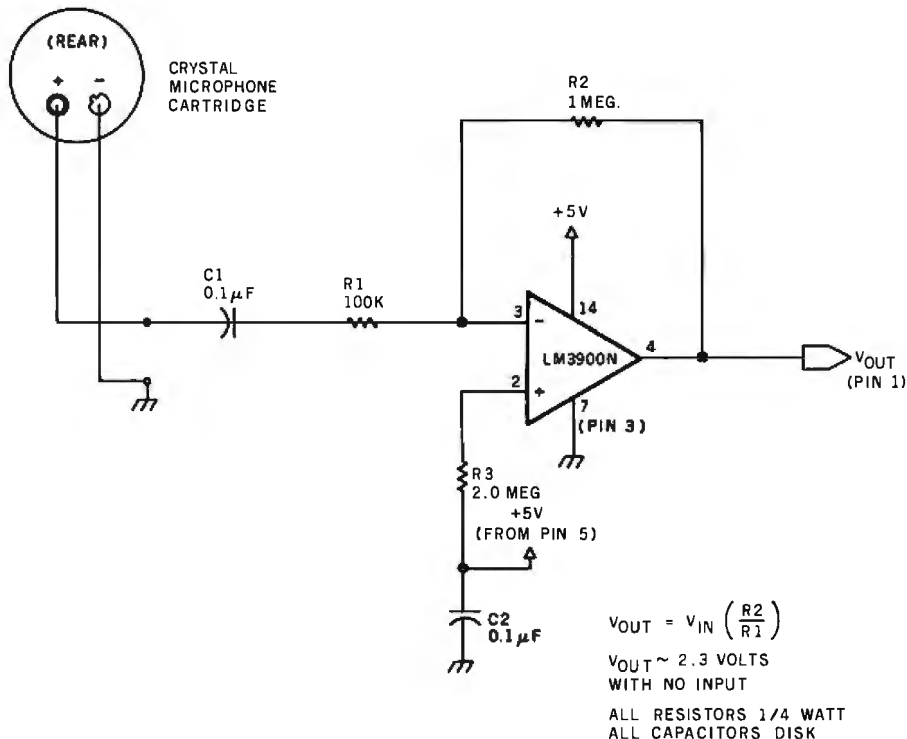 (REAR)
+ -
CRYSTAL
MICROPHONE
CARTRIDGE
R2
1MEG.
+5V
C1
0.1µF
R1
100K
3
-
14
LM3900N
4
2
+
7
(PIN 3)
VOUT
(PIN 1)
R3
2.0 MEG
+5V
(FROM PIN 5)
C2
0.1µF
VOUT = VIN (R2/R1)
VOUT ~ 2.3 VOLTS
WITH NO INPUT
ALL RESISTORS 1/4 WATT
ALL CAPACITORS DISK